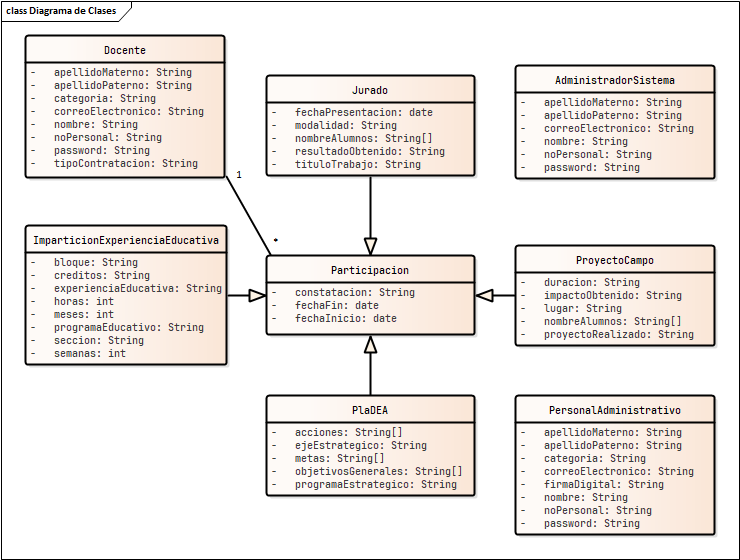 class Diagrama de Clases
Docente
- apellidoMaterno: String
- apellidoPaterno: String
- categoria: String
- correoElectronico: String
- nombre: String
- noPersonal: String
- password: String
- tipoContratacion: String
Jurado
- fechaPresentacion: date
- modalidad: String
- nombreAlumnos: String[]
- resultadoObtenido: String
- tituloTrabajo: String
AdministradorSistema
- apellidoMaterno: String
- apellidoPaterno: String
- correoElectronico: String
- nombre: String
- noPersonal: String
- password: String
1
*
ImparticionExperienciaEducativa
- bloque: String
- creditos: String
- experienciaEducativa: String
- horas: int
- meses: int
- programaEducativo: String
- seccion: String
- semanas: int
Participacion
- constatacion: String
- fechaFin: date
- fechaInicio: date
ProyectoCampo
- duracion: String
- impactoObtenido: String
- lugar: String
- nombreAlumnos: String[]
- proyectoRealizado: String
PlaDEA
- acciones: String[]
- ejeEstrategico: String
- metas: String[]
- objetivosGenerales: String[]
- programaEstrategico: String
PersonalAdministrativo
- apellidoMaterno: String
- apellidoPaterno: String
- categoria: String
- correoElectronico: String
- firmaDigital: String
- nombre: String
- noPersonal: String
- password: String